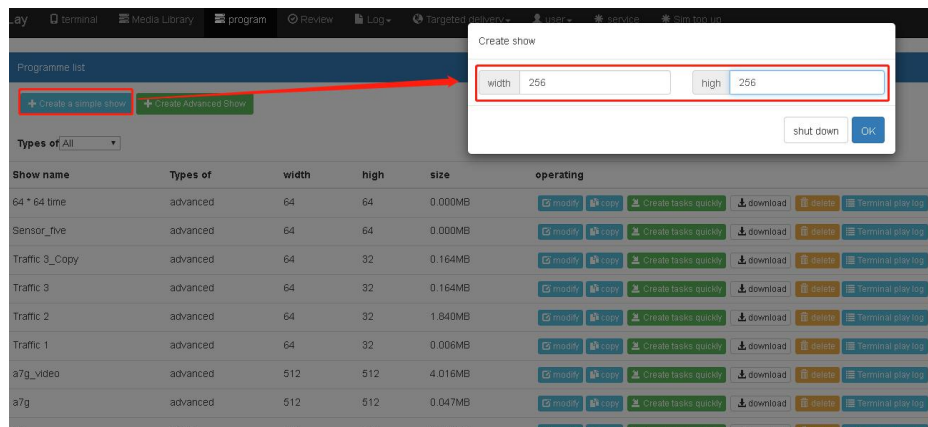 ay terminal Media Library program Review Log Targeted delivery user service Sim top up
Create show
Programme list
width 256 high 256
Create a simple show Create Advanced Show
shut down OK
Types of All
Show name Types of width high size operating
64 * 64 time advanced 64 64 0.000MB modify copy Create tasks quickly download delete Terminal play log
Sensor_five advanced 64 64 0.000MB modify copy Create tasks quickly download delete Terminal play log
Traffic 3_Copy advanced 64 32 0.164MB modify copy Create tasks quickly download delete Terminal play log
Traffic 3 advanced 64 32 0.164MB modify copy Create tasks quickly download delete Terminal play log
Traffic 2 advanced 64 32 1.840MB modify copy Create tasks quickly download delete Terminal play log
Traffic 1 advanced 64 32 0.006MB modify copy Create tasks quickly download delete Terminal play log
a7g_video advanced 512 512 4.016MB modify copy Create tasks quickly download delete Terminal play log
a7g advanced 512 512 0.047MB modify copy Create tasks quickly download delete Terminal play log